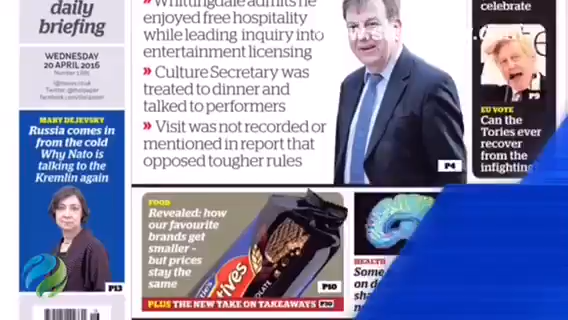 daily
briefing
WEDNESDAY
20 APRIL 2016
MARY DEJEVSKY
Russia comes in
from the cold
Why Nato is
talking to the
Kremlin again
P13
Whittingdale admits he
enjoyed free hospitality
while leading inquiry into
entertainment licensing
» Culture Secretary was
treated to dinner and
talked to performers
» Visit was not recorded or
mentioned in report that
opposed tougher rules
P4
celebrate
EU VOTE
Can the
Tories ever
recover
from the
infighting
FOOD
Revealed: how
our favourite
brands get
smaller –
but prices
stay the
same
P10
PLUS THE NEW TAKE ON TAKEAWAYS
HEALTH
Some
on d